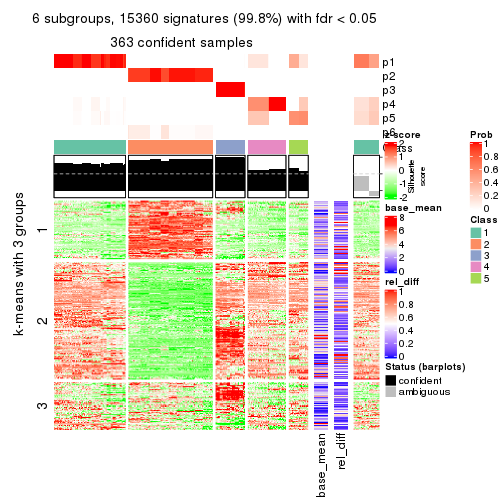 6 subgroups, 15360 signatures (99.8%) with fdr < 0.05
363 confident samples
p1
p2
p3
p4
p5
p6
Class
z-score
2
1
0
-1
-2
Silhouette
score
base_mean
8
6
4
2
0
rel_diff
1
0.8
0.6
0.4
0.2
0
Status (barplots)
confident
ambiguous
Prob
1
0.8
0.6
0.4
0.2
0
Class
1
2
3
4
5
k-means with 3 groups
1
2
3
base_mean
rel_diff